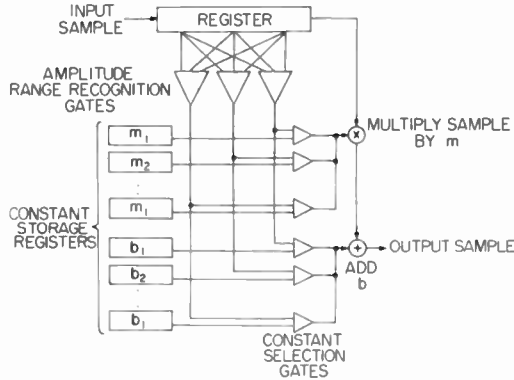 INPUT
SAMPLE
REGISTER
AMPLITUDE
RANGE RECOGNITION
GATES
m1
m2
⋮
m1
CONSTANT
STORAGE
REGISTERS
b1
b2
⋮
b1
x
MULTIPLY SAMPLE
BY m
+
OUTPUT SAMPLE
ADD
b
CONSTANT
SELECTION
GATES